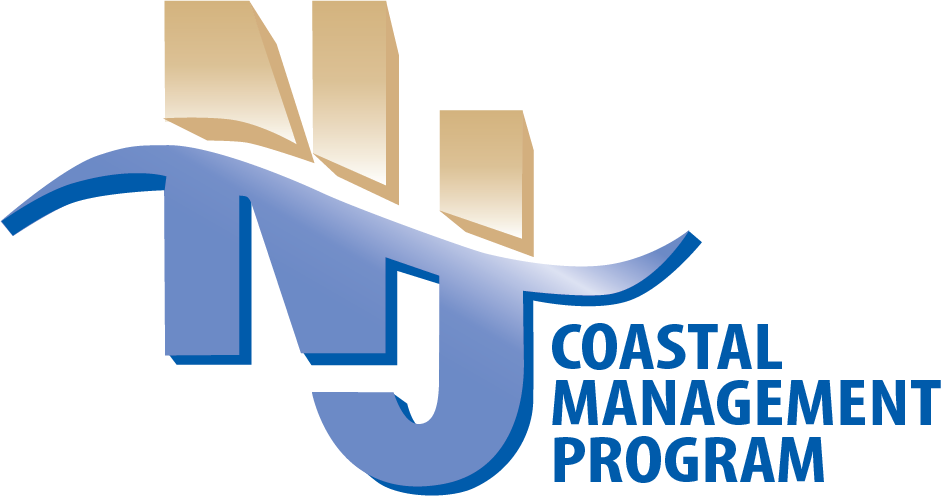 NJ
COASTAL
MANAGEMENT
PROGRAM